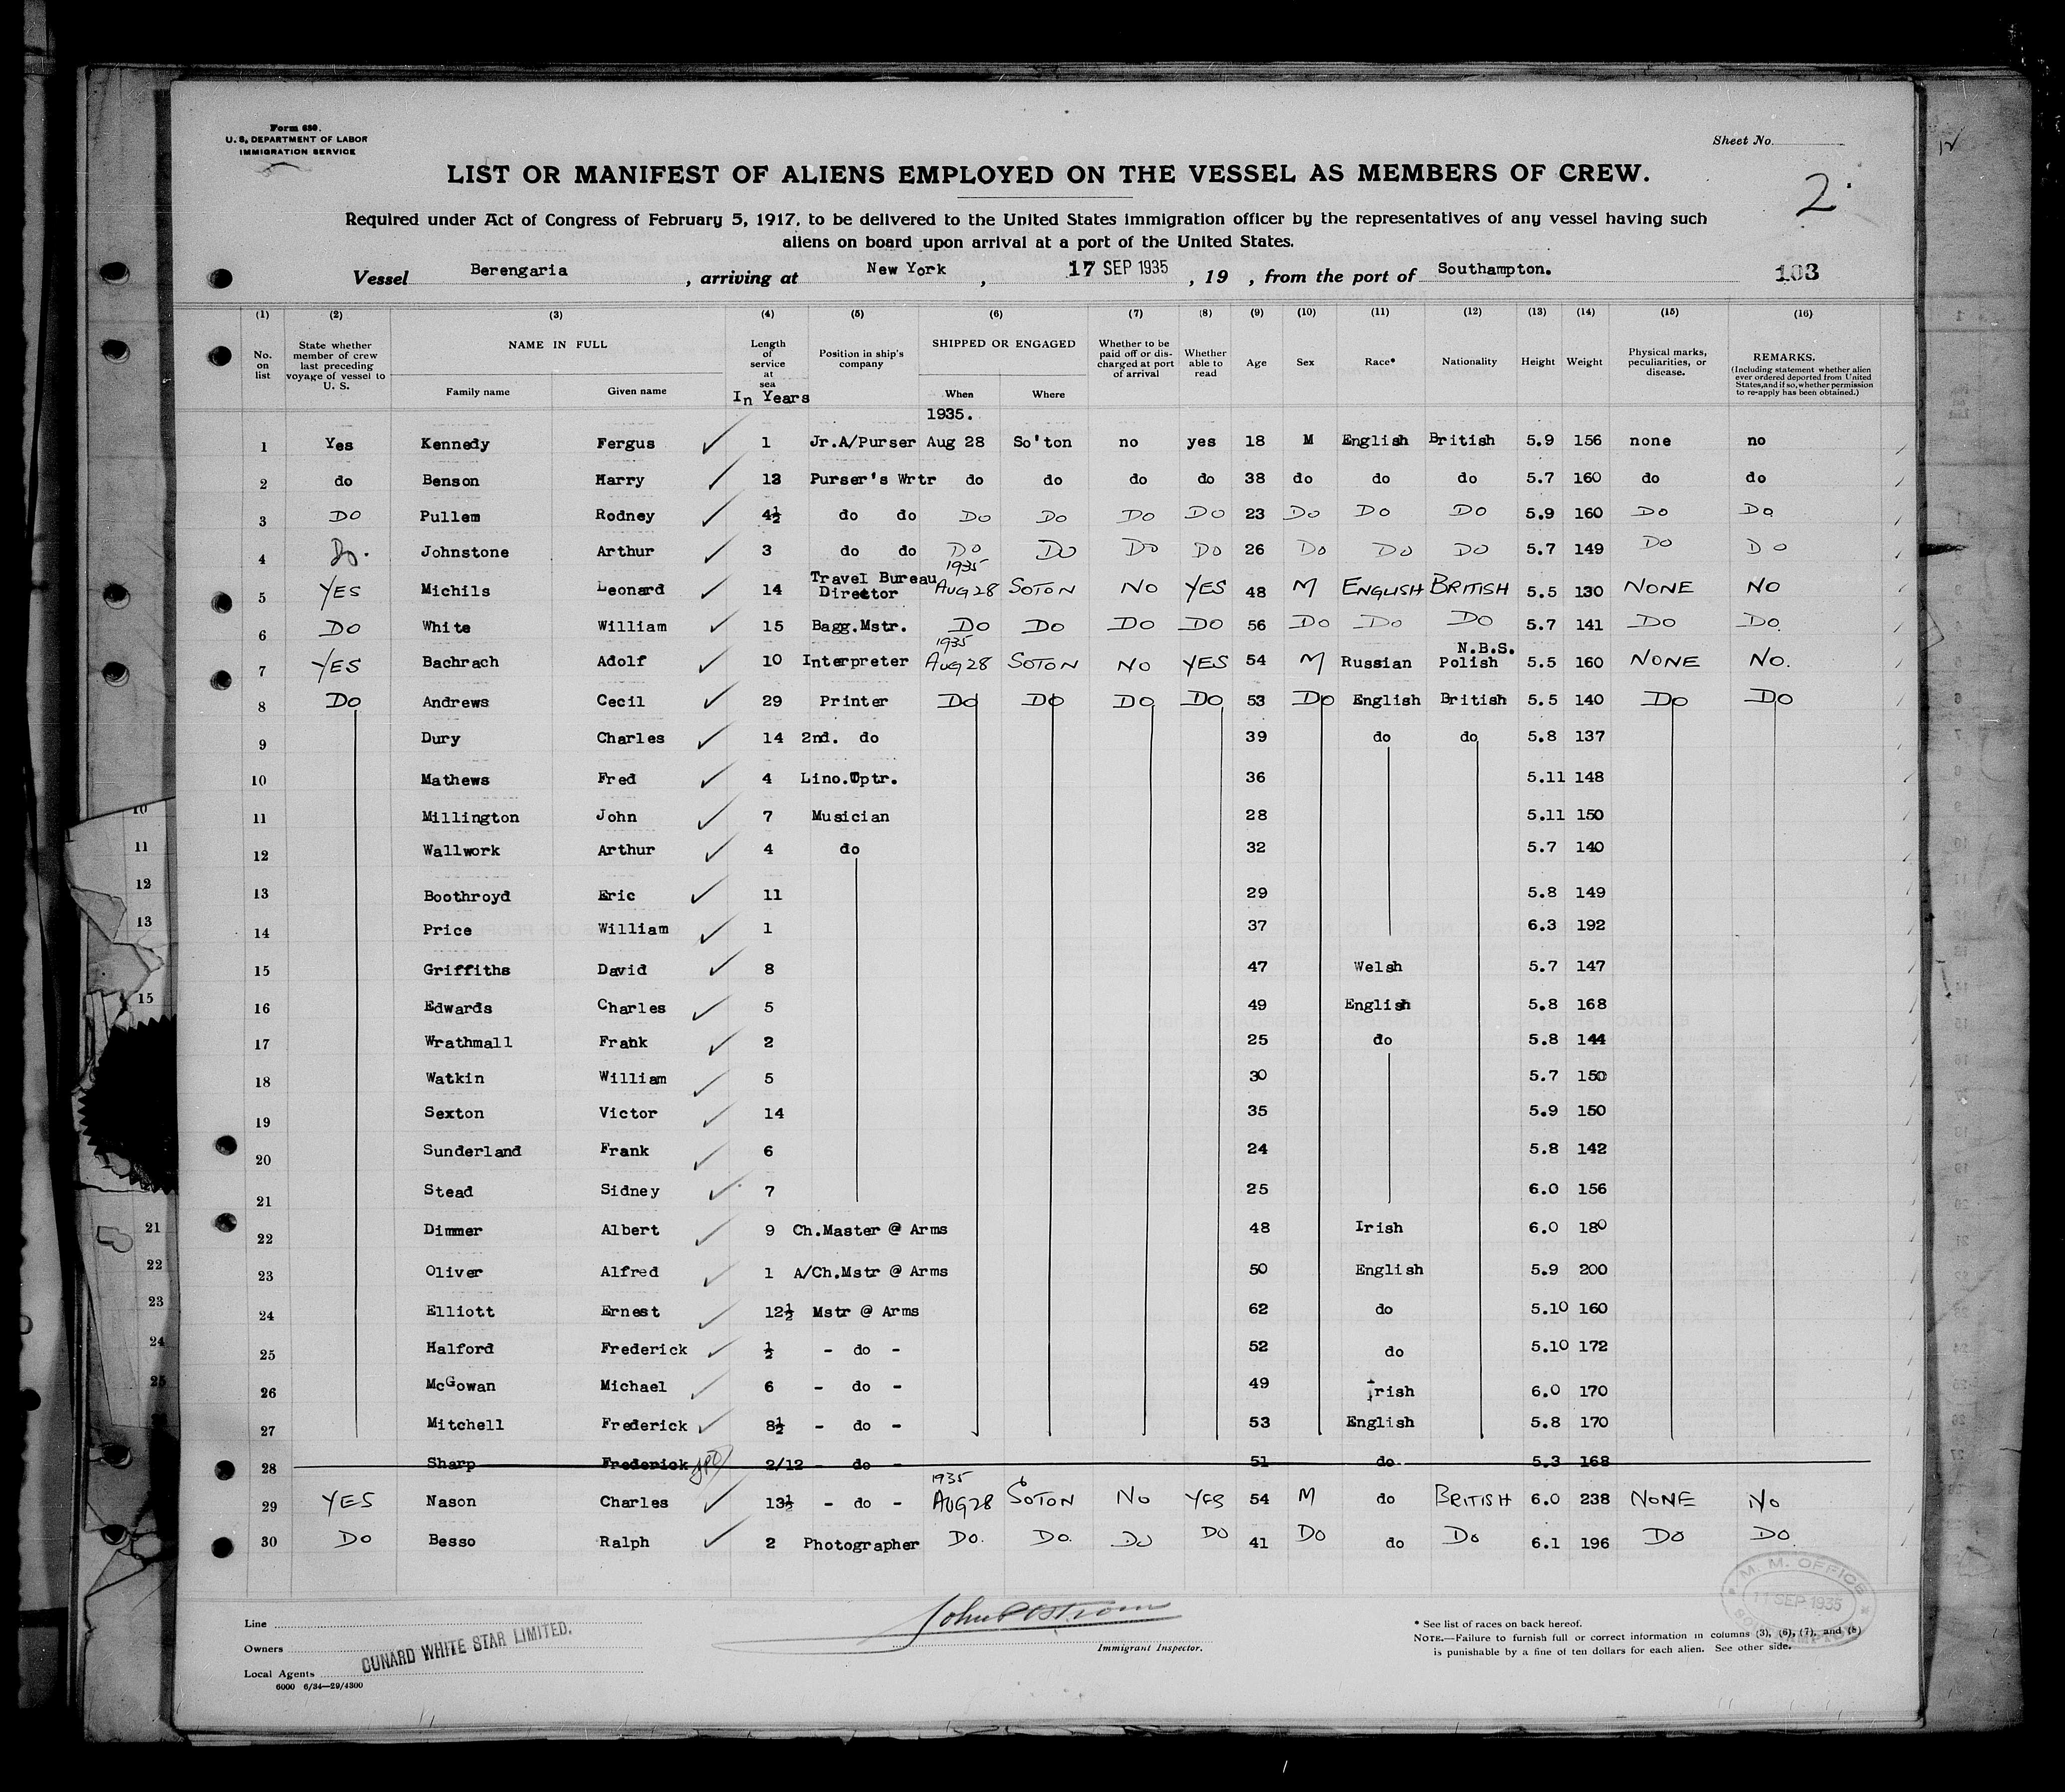 Form 680.
U. S. DEPARTMENT OF LABOR
IMMIGRATION SERVICE
Sheet No.
LIST OR MANIFEST OF ALIENS EMPLOYED ON THE VESSEL AS MEMBERS OF CREW.
2
Required under Act of Congress of February 5, 1917, to be delivered to the United States immigration officer by the representatives of any vessel having such
aliens on board upon arrival at a port of the United States.
Vessel Berengaria , arriving at New York , 17 SEP 1935 , 19 , from the port of Southampton. 103
(1) (2) (3) (4) (5) (6) (7) (8) (9) (10) (11) (12) (13) (14) (15) (16)
No. on list State whether member of crew last preceding voyage of vessel to U. S. NAME IN FULL Family name Given name Length of service at sea In Years Position in ship's company SHIPPED OR ENGAGED When Where Whether to be paid off or discharged at port of arrival Whether able to read Age Sex Race* Nationality Height Weight Physical marks, peculiarities, or disease. REMARKS. (Including statement whether alien ever ordered deported from United States, and if so, whether permission to re-apply has been obtained.)
1935.
1 Yes Kennedy Fergus 1 Jr.A/Purser Aug 28 So'ton no yes 18 M English British 5.9 156 none no
2 do Benson Harry 12 Purser's Wrtr do do do do 38 do do do 5.7 160 do do
3 DO Pullem Rodney 4½ do do DO DO DO DO 23 DO DO DO 5.9 160 DO DO
4 Do. Johnstone Arthur 3 do do DO DO DO DO 26 DO DO DO 5.7 149 DO DO
1935
5 YES Michils Leonard 14 Travel Bureau Director AUG 28 SOTON NO YES 48 M ENGLISH BRITISH 5.5 130 NONE NO
6 DO White William 15 Bagg.Mstr. DO DO DO DO 56 DO DO DO 5.7 141 DO DO
1935 N.B.S.
7 YES Bachrach Adolf 10 Interpreter AUG 28 SOTON NO YES 54 M Russian Polish 5.5 160 NONE NO.
8 DO Andrews Cecil 29 Printer DO DO DO DO 53 DO English British 5.5 140 DO DO
9 Dury Charles 14 2nd. do 39 do do 5.8 137
10 Mathews Fred 4 Lino.Optr. 36 5.11 148
11 Millington John 7 Musician 28 5.11 150
12 Wallwork Arthur 4 do 32 5.7 140
13 Boothroyd Eric 11 29 5.8 149
14 Price William 1 37 6.3 192
15 Griffiths David 8 47 Welsh 5.7 147
16 Edwards Charles 5 49 English 5.8 168
17 Wrathmall Frank 2 25 do 5.8 144
18 Watkin William 5 30 5.7 150
19 Sexton Victor 14 35 5.9 150
20 Sunderland Frank 6 24 5.8 142
21 Stead Sidney 7 25 6.0 156
22 Dimmer Albert 9 Ch.Master @ Arms 48 Irish 6.0 180
23 Oliver Alfred 1 A/Ch.Mstr @ Arms 50 English 5.9 200
24 Elliott Ernest 12½ Mstr @ Arms 62 do 5.10 160
25 Halford Frederick ½ - do - 52 do 5.10 172
26 McGowan Michael 6 - do - 49 Irish 6.0 170
27 Mitchell Frederick 8½ - do - 53 English 5.8 170
28 Sharp Frederick 2/12 - do - 51 do 5.3 168
1935
29 YES Nason Charles 13½ - do - AUG 28 SOTON NO YES 54 M do BRITISH 6.0 238 NONE NO
30 DO Besso Ralph 2 Photographer DO. DO. DO DO 41 DO do DO 6.1 196 DO DO
Line
Owners
CUNARD WHITE STAR LIMITED.
Local Agents
6000 6/34—29/4300
Immigrant Inspector.
* See list of races on back hereof.
NOTE.—Failure to furnish full or correct information in columns (3), (6), (7), and (8)
is punishable by a fine of ten dollars for each alien. See other side.
M. M. OFFICE
11 SEP 1935
10
11
12
13
15
21
22
23
24
25